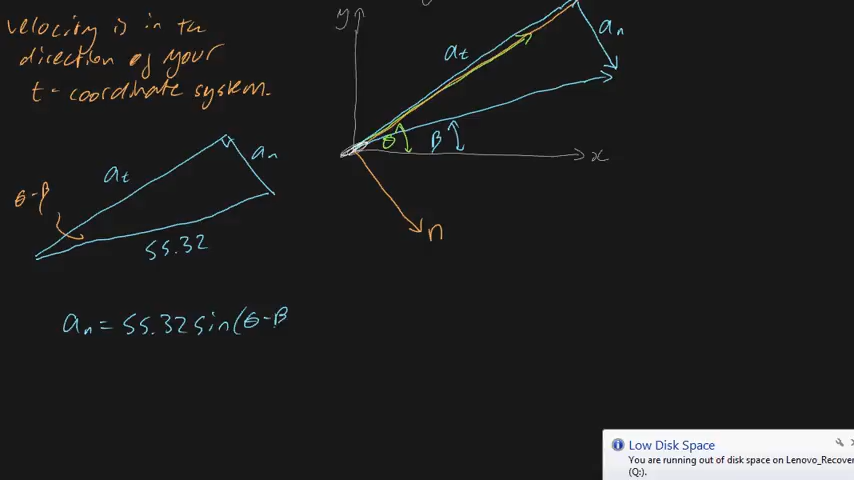 velocity is in the
direction of your
t-coordinate system.
y
a_t
a_n
θ
β
x
n
a_t
a_n
θ-β
55.32
a_n = 55.32 sin(θ-β
Low Disk Space
You are running out of disk space on Lenovo_Recover
(Q:).